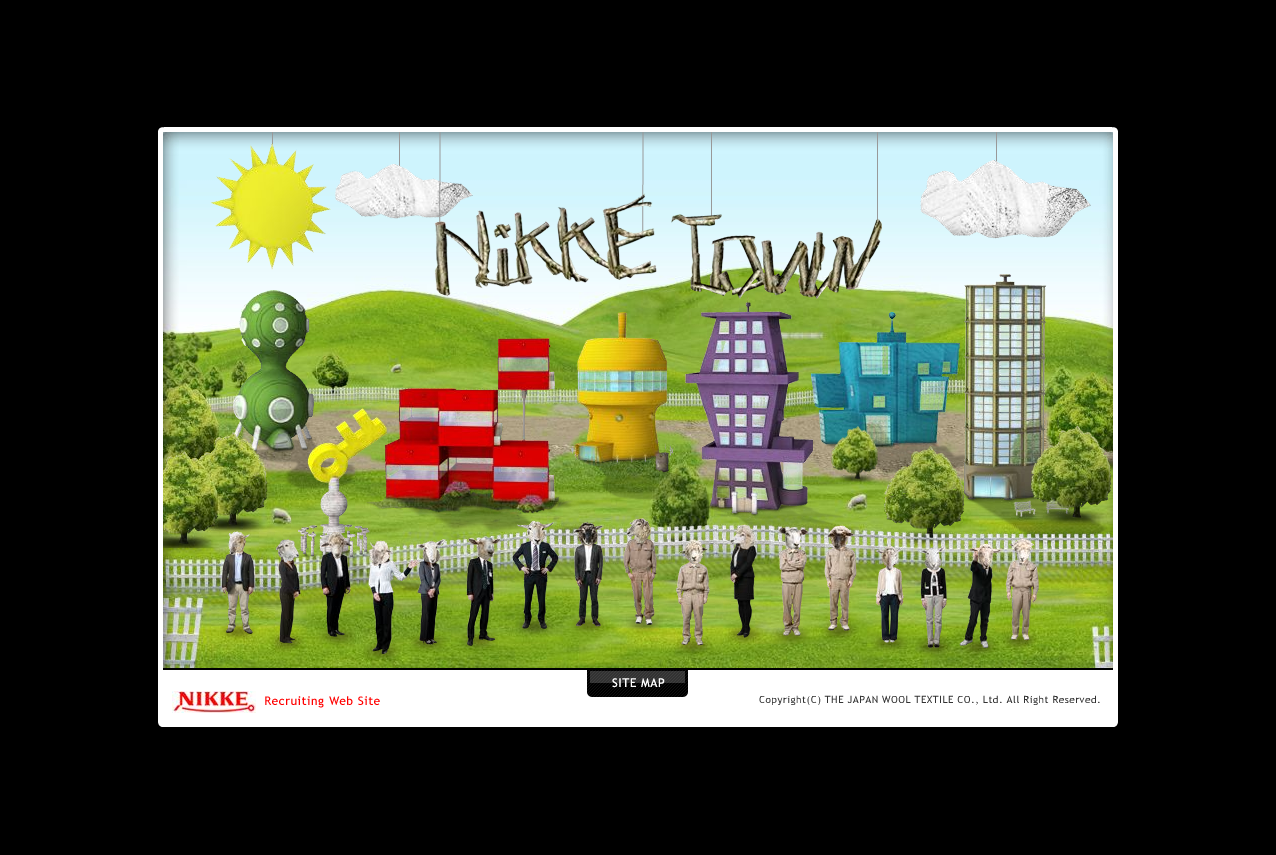 NiKKE TOWN
SITE MAP
NIKKE Recruiting Web Site
Copyright(C) THE JAPAN WOOL TEXTILE CO., Ltd. All Right Reserved.